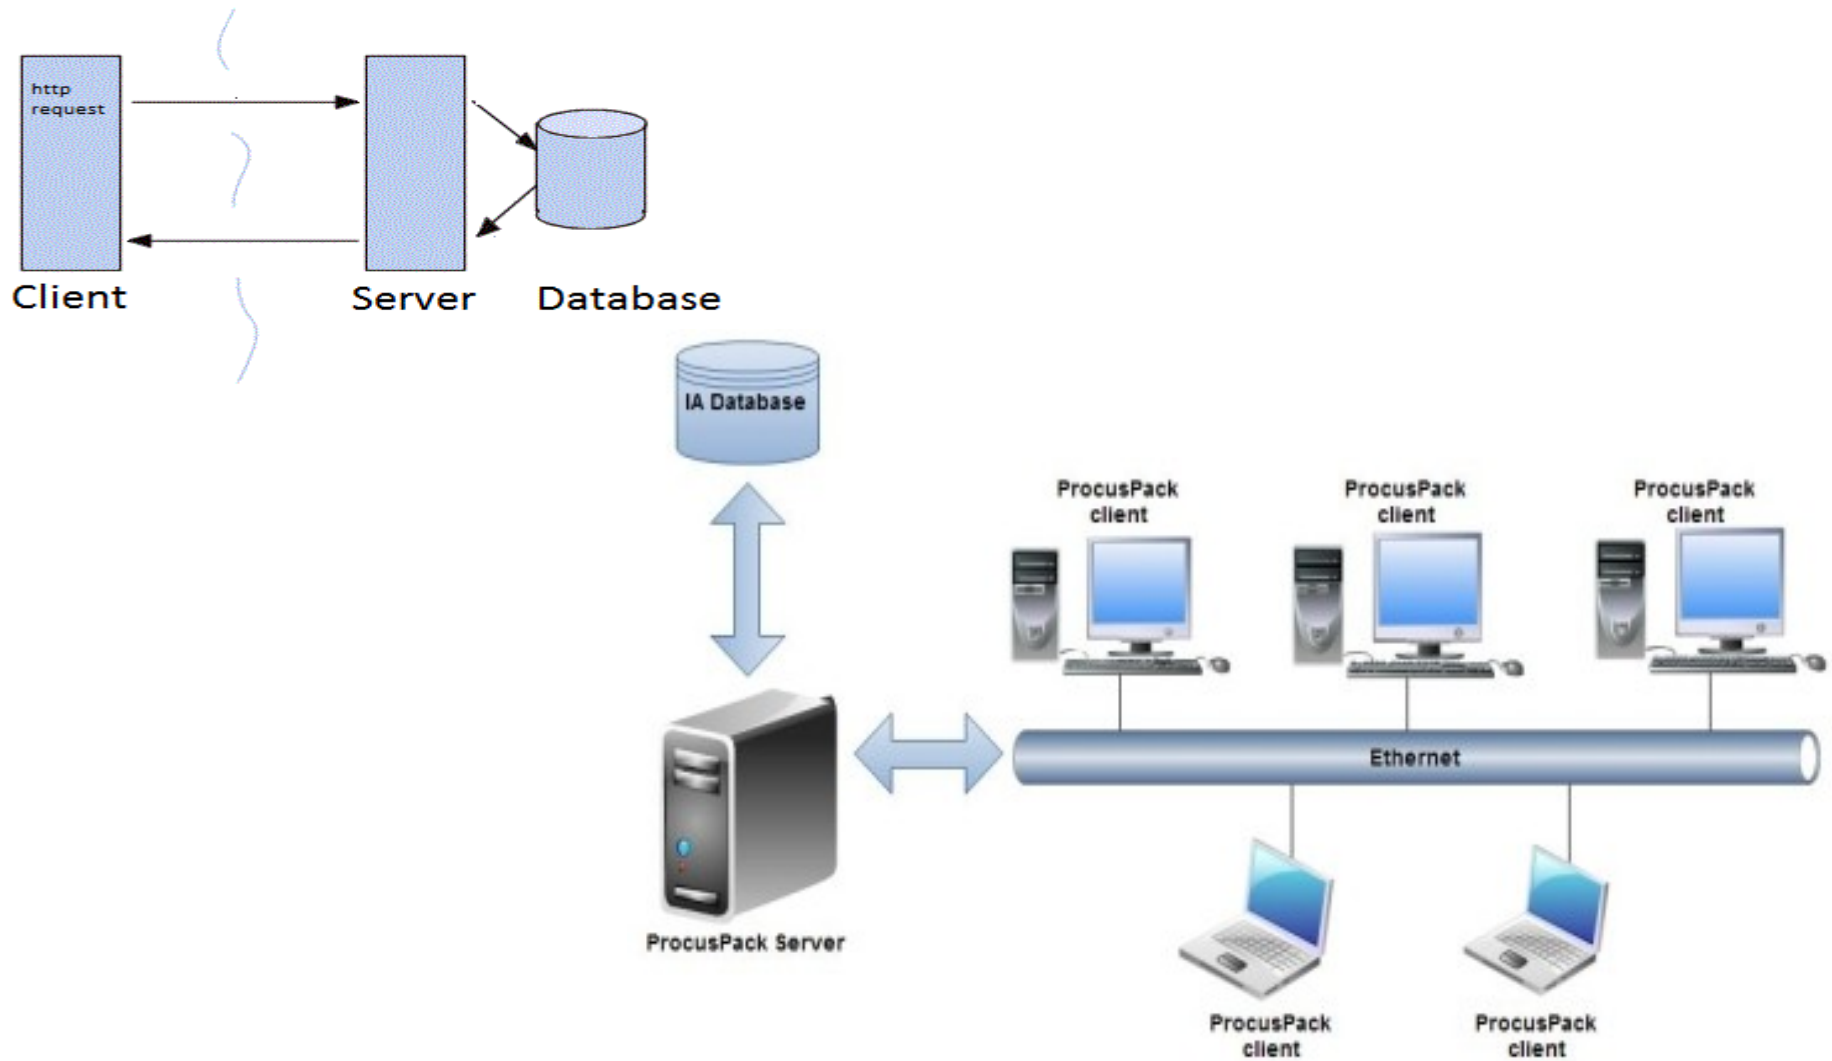 http
request
Client
Server
Database
IA Database
ProcusPack
client
ProcusPack
client
ProcusPack
client
Ethernet
ProcusPack Server
ProcusPack
client
ProcusPack
client